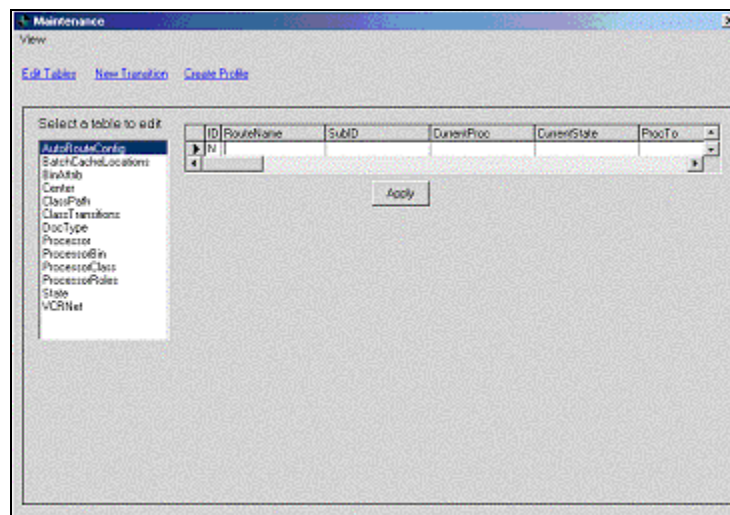 Maintenance
View
Edit Tables New Transition Create Profile
Select a table to edit
ID RouteName SubID CurrentProc CurrentState ProcTo
N
AutoRouteConfig
BatchCacheLocations
BinAttrib
Center
ClassPath
ClassTransitions
DocType
Processor
ProcessorBin
ProcessorClass
ProcessorRoles
State
VCRNet
Apply